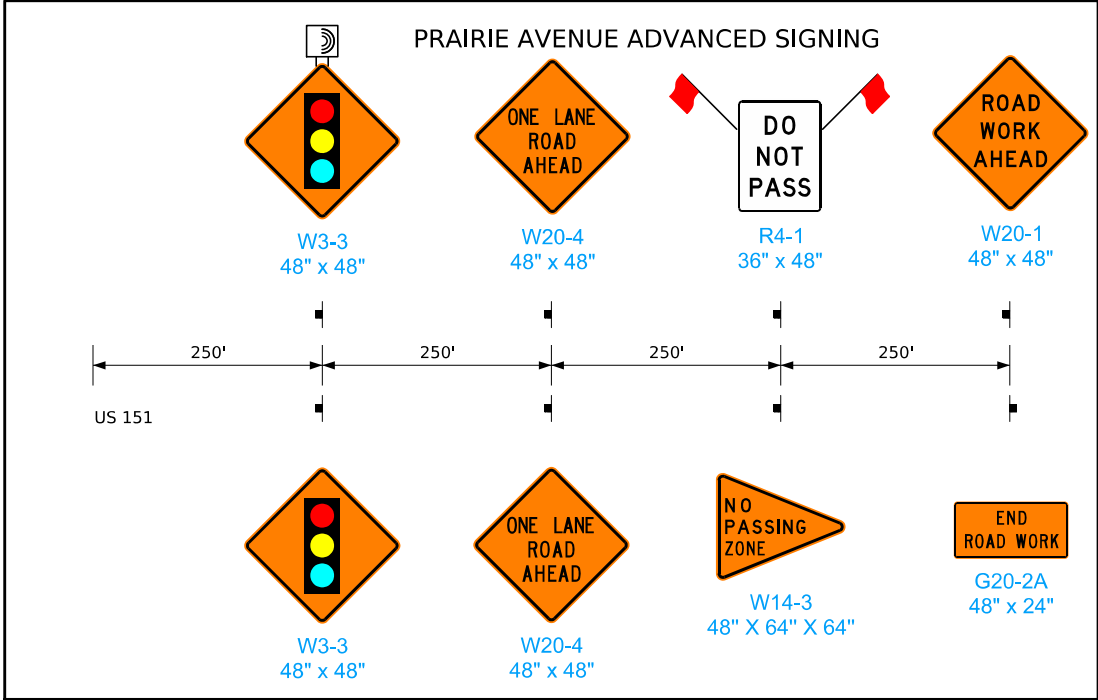 PRAIRIE AVENUE ADVANCED SIGNING
ONE LANE
ROAD
AHEAD
DO
NOT
PASS
ROAD
WORK
AHEAD
W3-3
48" x 48"
W20-4
48" x 48"
R4-1
36" x 48"
W20-1
48" x 48"
250'
250'
250'
250'
US 151
ONE LANE
ROAD
AHEAD
NO
PASSING
ZONE
END
ROAD WORK
W3-3
48" x 48"
W20-4
48" x 48"
W14-3
48" X 64" X 64"
G20-2A
48" x 24"